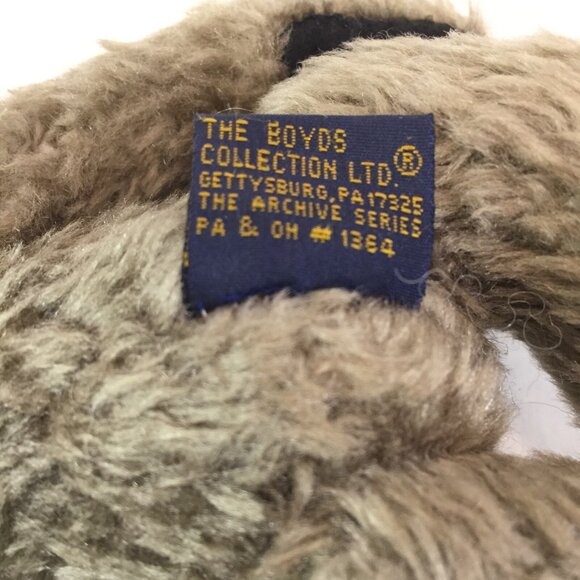 THE BOYDS
COLLECTION LTD.®
GETTYSBURG, PA 17325
THE ARCHIVE SERIES
PA & OH # 1364